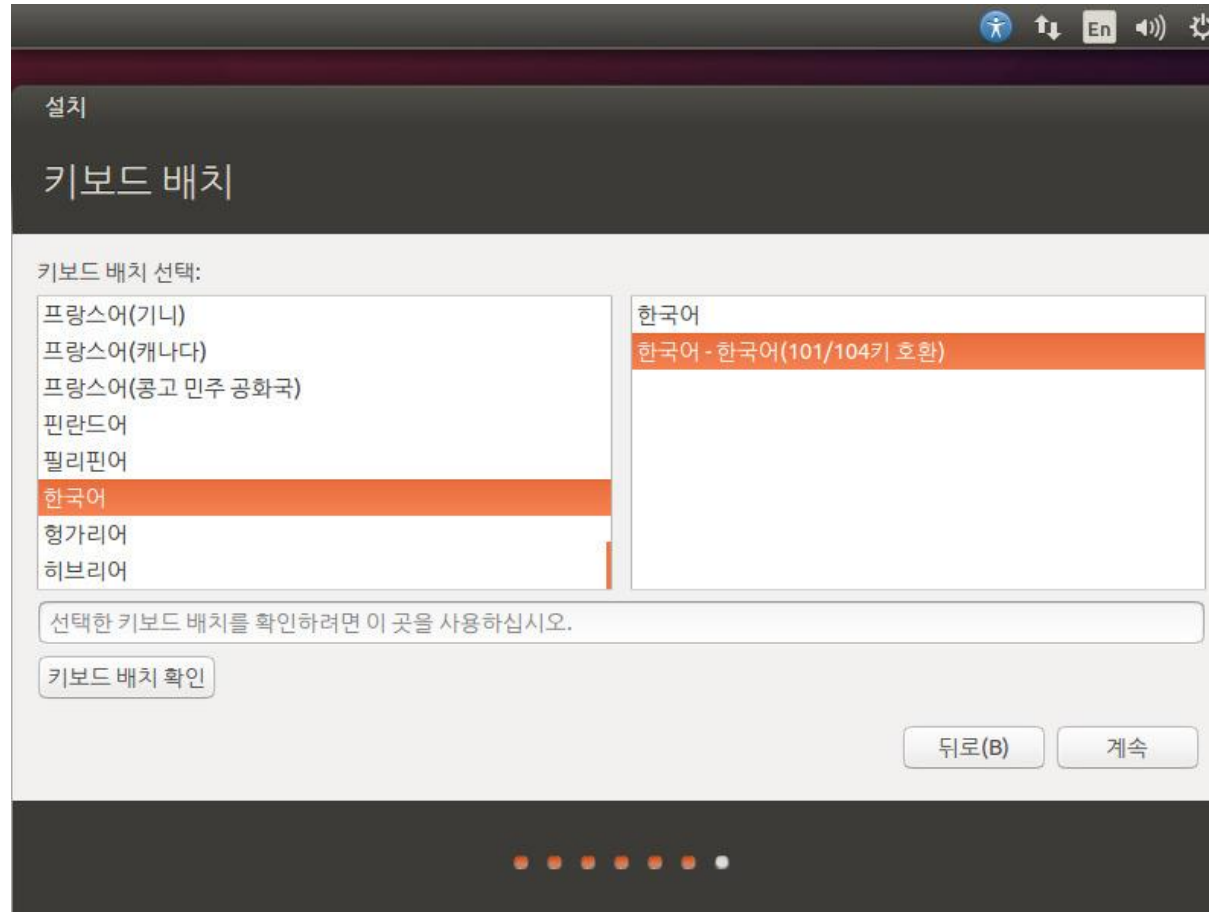 En
설치
키보드 배치
키보드 배치 선택:
프랑스어(기니)
프랑스어(캐나다)
프랑스어(콩고 민주 공화국)
핀란드어
필리핀어
한국어
헝가리어
히브리어
한국어
한국어 - 한국어(101/104키 호환)
선택한 키보드 배치를 확인하려면 이 곳을 사용하십시오.
키보드 배치 확인
뒤로(B)
계속